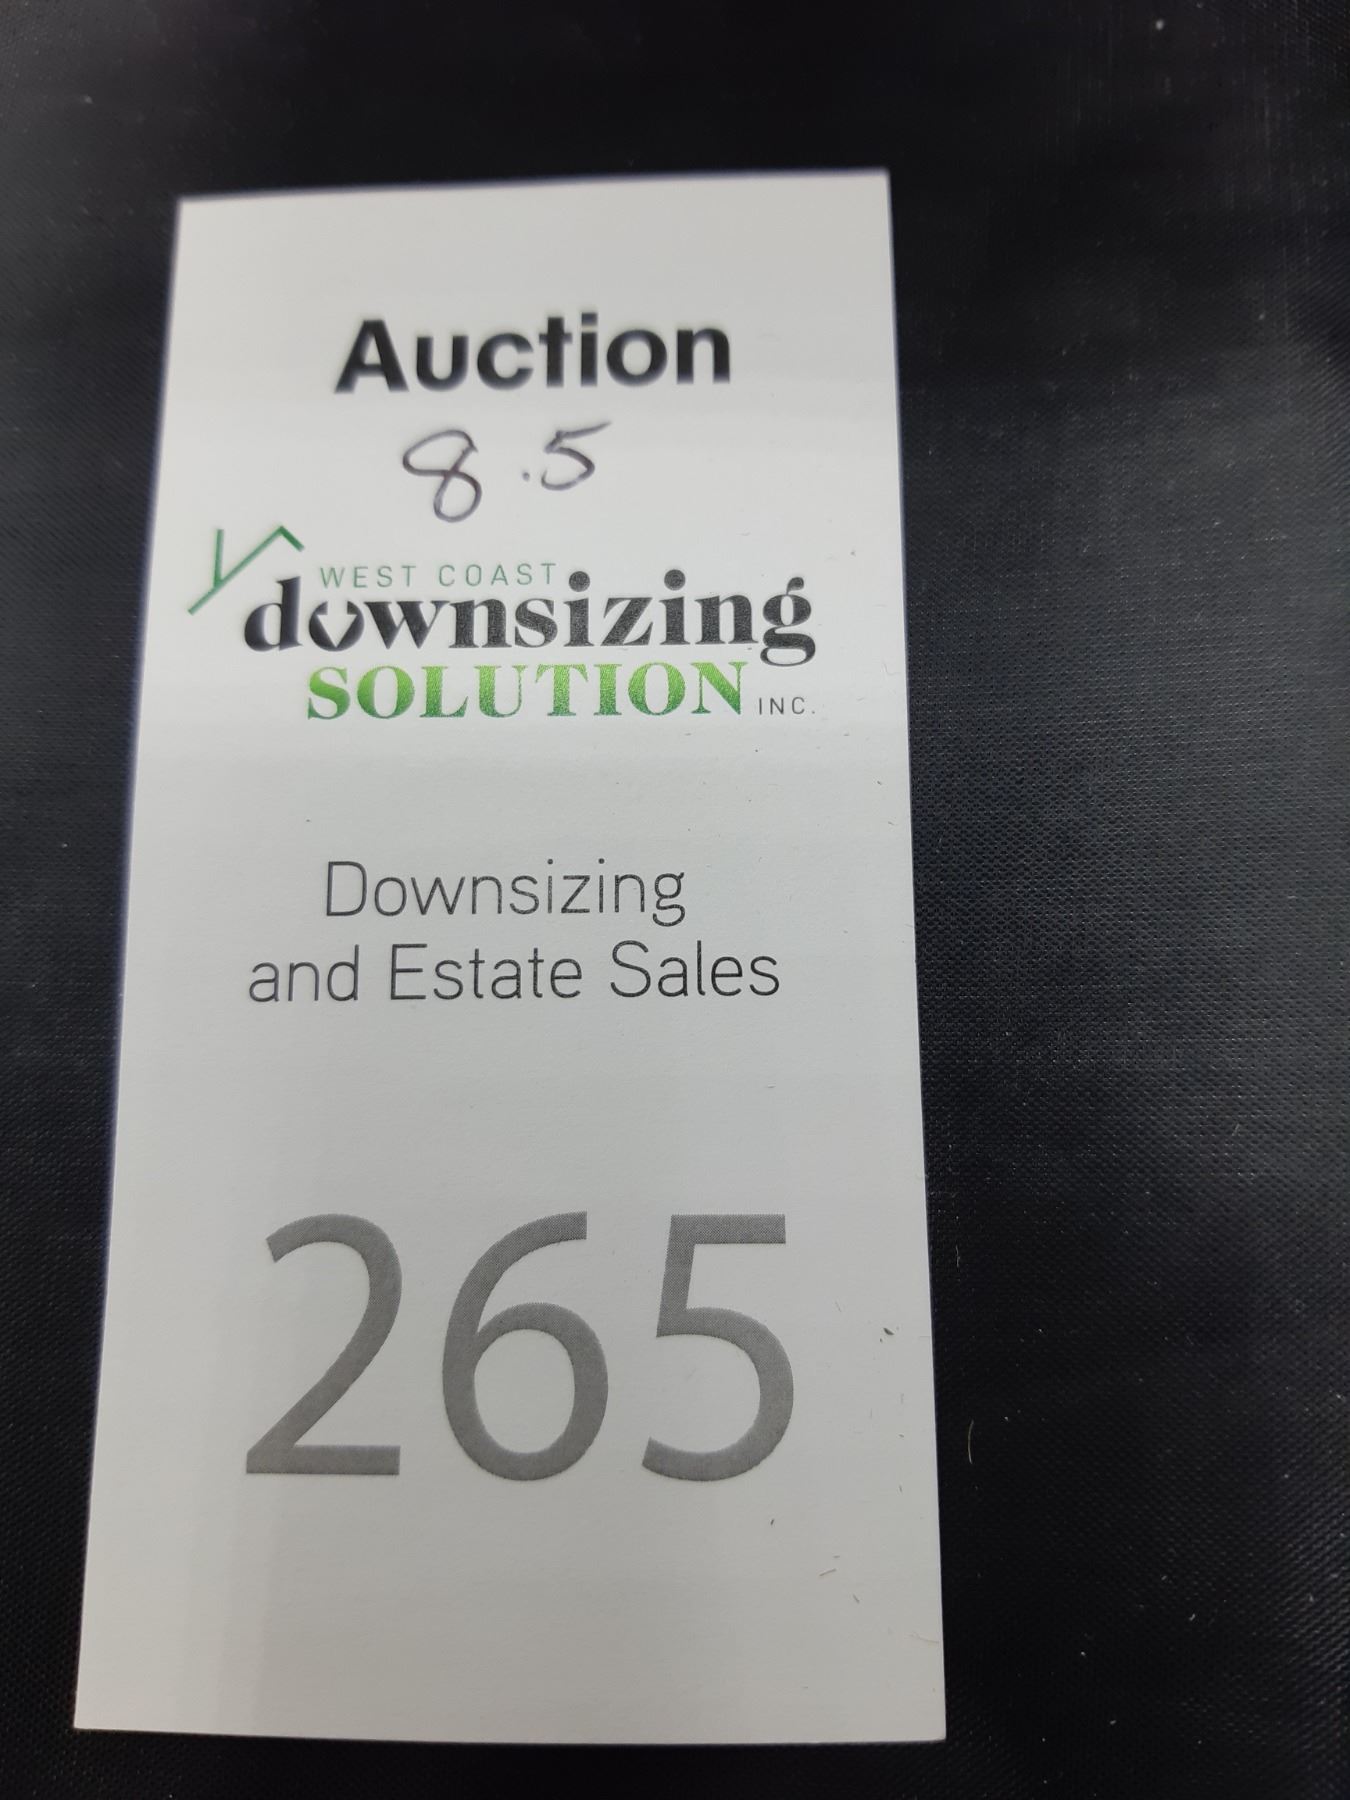 Auction
8.5
WEST COAST
downsizing
SOLUTION INC.
Downsizing
and Estate Sales
265